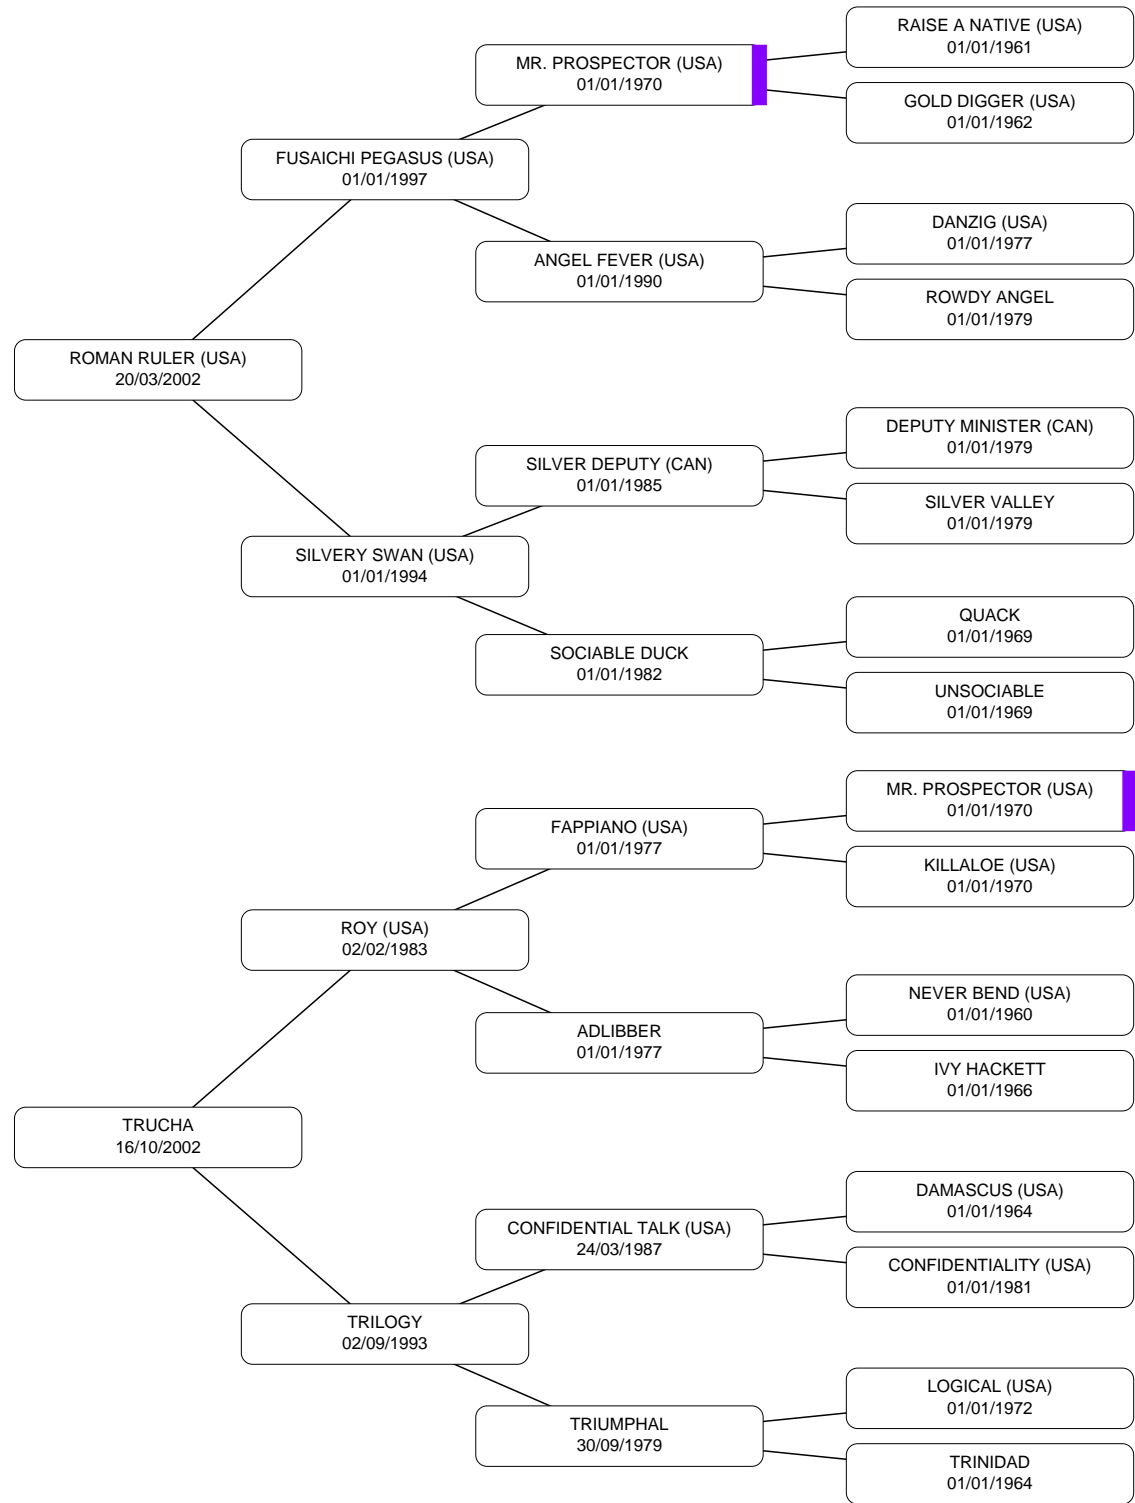 RAISE A NATIVE (USA)
01/01/1961
MR. PROSPECTOR (USA)
01/01/1970
GOLD DIGGER (USA)
01/01/1962
FUSAICHI PEGASUS (USA)
01/01/1997
DANZIG (USA)
01/01/1977
ANGEL FEVER (USA)
01/01/1990
ROWDY ANGEL
01/01/1979
ROMAN RULER (USA)
20/03/2002
DEPUTY MINISTER (CAN)
01/01/1979
SILVER DEPUTY (CAN)
01/01/1985
SILVER VALLEY
01/01/1979
SILVERY SWAN (USA)
01/01/1994
QUACK
01/01/1969
SOCIABLE DUCK
01/01/1982
UNSOCIABLE
01/01/1969
MR. PROSPECTOR (USA)
01/01/1970
FAPPIANO (USA)
01/01/1977
KILLALOE (USA)
01/01/1970
ROY (USA)
02/02/1983
NEVER BEND (USA)
01/01/1960
ADLIBBER
01/01/1977
IVY HACKETT
01/01/1966
TRUCHA
16/10/2002
DAMASCUS (USA)
01/01/1964
CONFIDENTIAL TALK (USA)
24/03/1987
CONFIDENTIALITY (USA)
01/01/1981
TRILOGY
02/09/1993
LOGICAL (USA)
01/01/1972
TRIUMPHAL
30/09/1979
TRINIDAD
01/01/1964